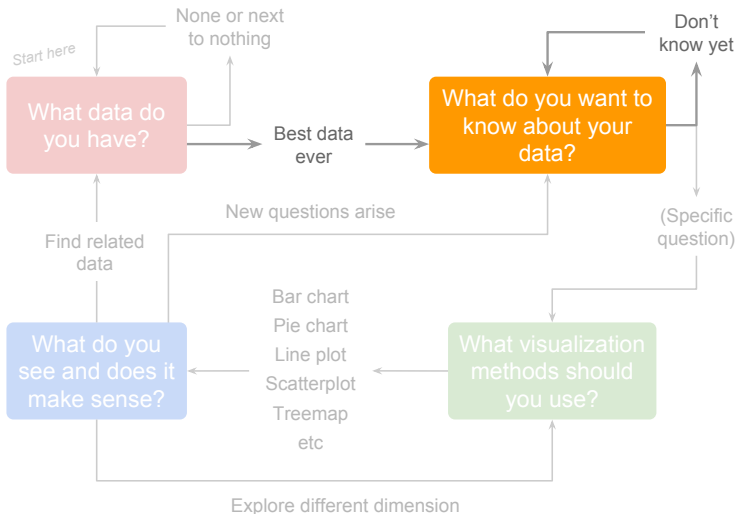 None or next
to nothing
Don't
know yet
Start here
What data do
you have?
Best data
ever
What do you want to
know about your
data?
New questions arise
(Specific
question)
Find related
data
Bar chart
Pie chart
Line plot
Scatterplot
Treemap
etc
What do you
see and does it
make sense?
What visualization
methods should
you use?
Explore different dimension